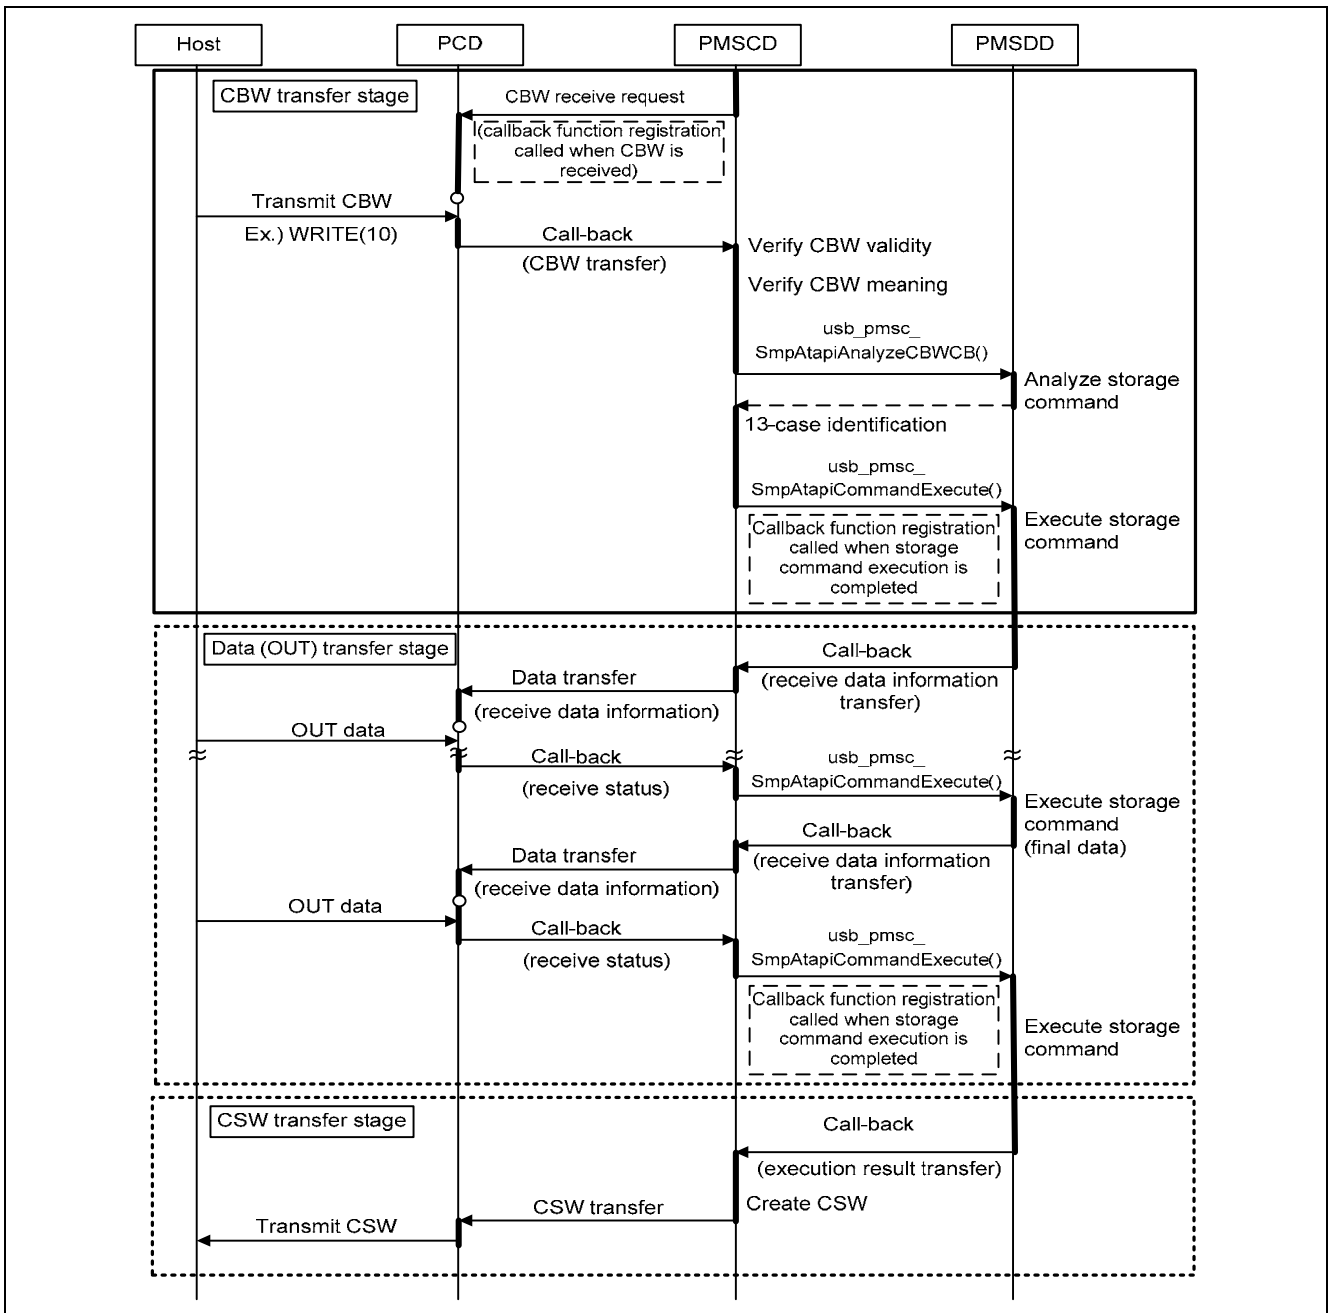 Host
PCD
PMSCD
PMSDD
CBW transfer stage
CBW receive request
(callback function registration
called when CBW is
received)
Transmit CBW
Ex.) WRITE(10)
Call-back
(CBW transfer)
Verify CBW validity
Verify CBW meaning
usb_pmsc_
SmpAtapiAnalyzeCBWCB()
Analyze storage
command
13-case identification
usb_pmsc_
SmpAtapiCommandExecute()
Execute storage
command
Callback function registration
called when storage
command execution is
completed
Data (OUT) transfer stage
Call-back
(receive data information
transfer)
Data transfer
(receive data information)
OUT data
Call-back
(receive status)
usb_pmsc_
SmpAtapiCommandExecute()
Execute storage
command
(final data)
Call-back
(receive data information
transfer)
Data transfer
(receive data information)
OUT data
Call-back
(receive status)
usb_pmsc_
SmpAtapiCommandExecute()
Callback function registration
called when storage
command execution is
completed
Execute storage
command
CSW transfer stage
Call-back
(execution result transfer)
Create CSW
CSW transfer
Transmit CSW